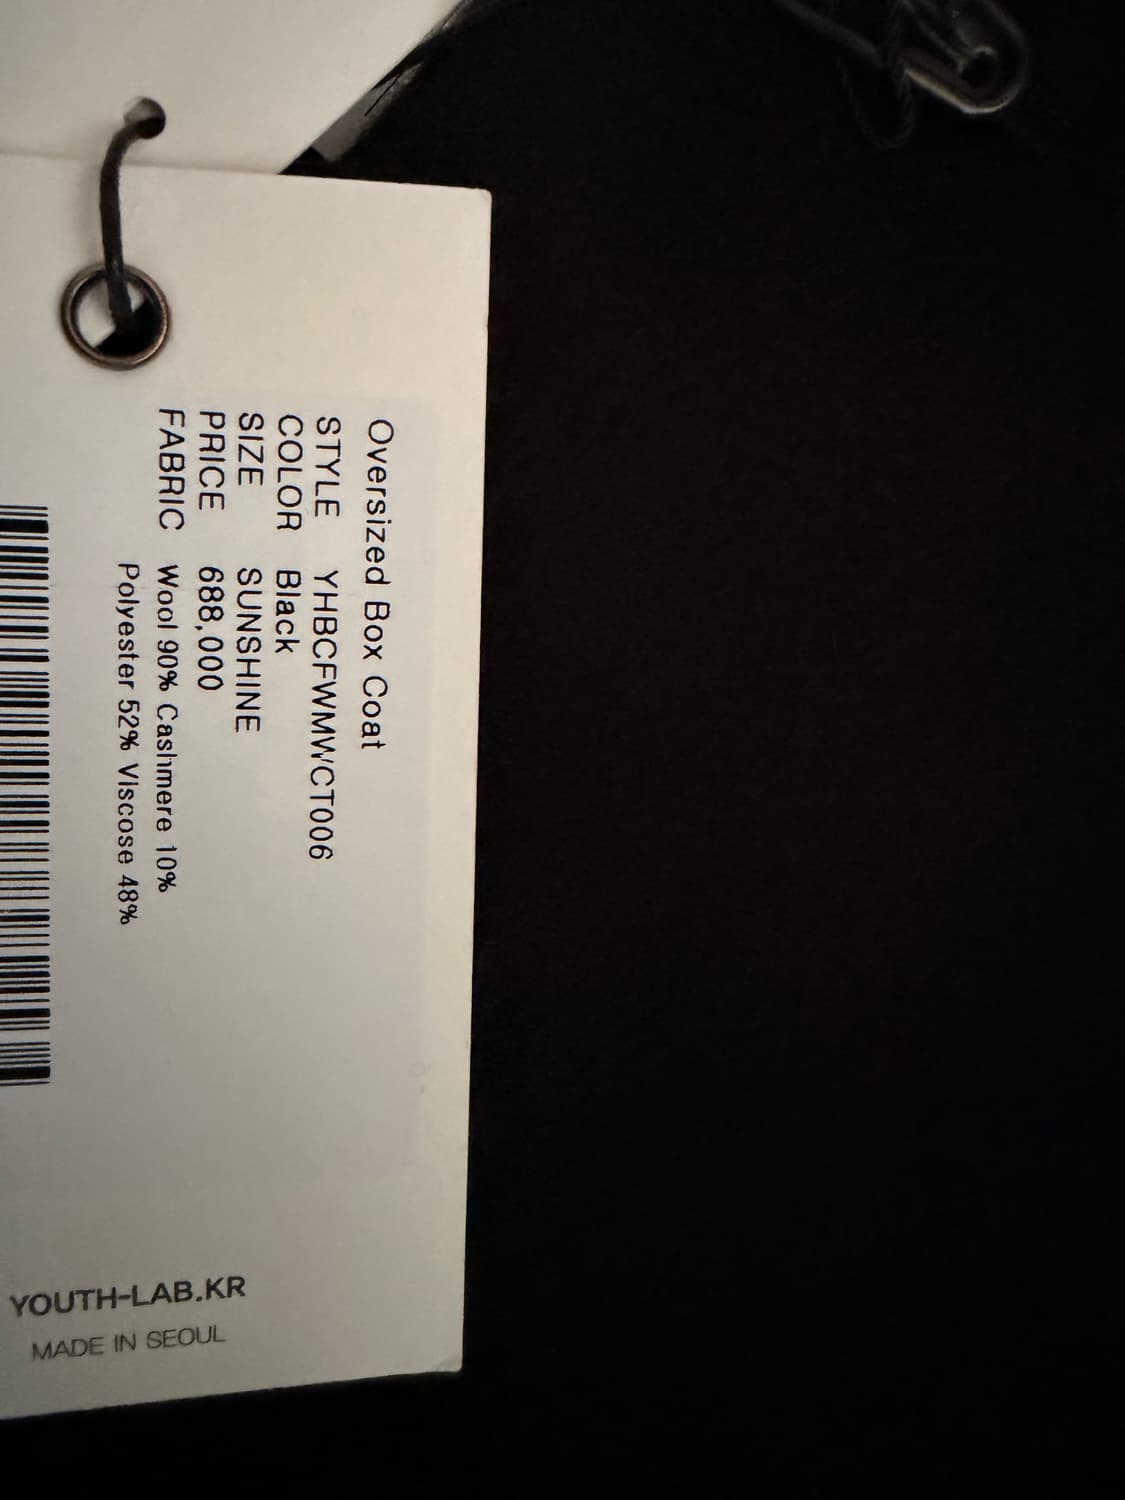 Oversized Box Coat
STYLE YHBCFWMWCT006
COLOR Black
SIZE SUNSHINE
PRICE 688,000
FABRIC Wool 90% Cashmere 10%
Polyester 52% Viscose 48%
YOUTH-LAB.KR
MADE IN SEOUL